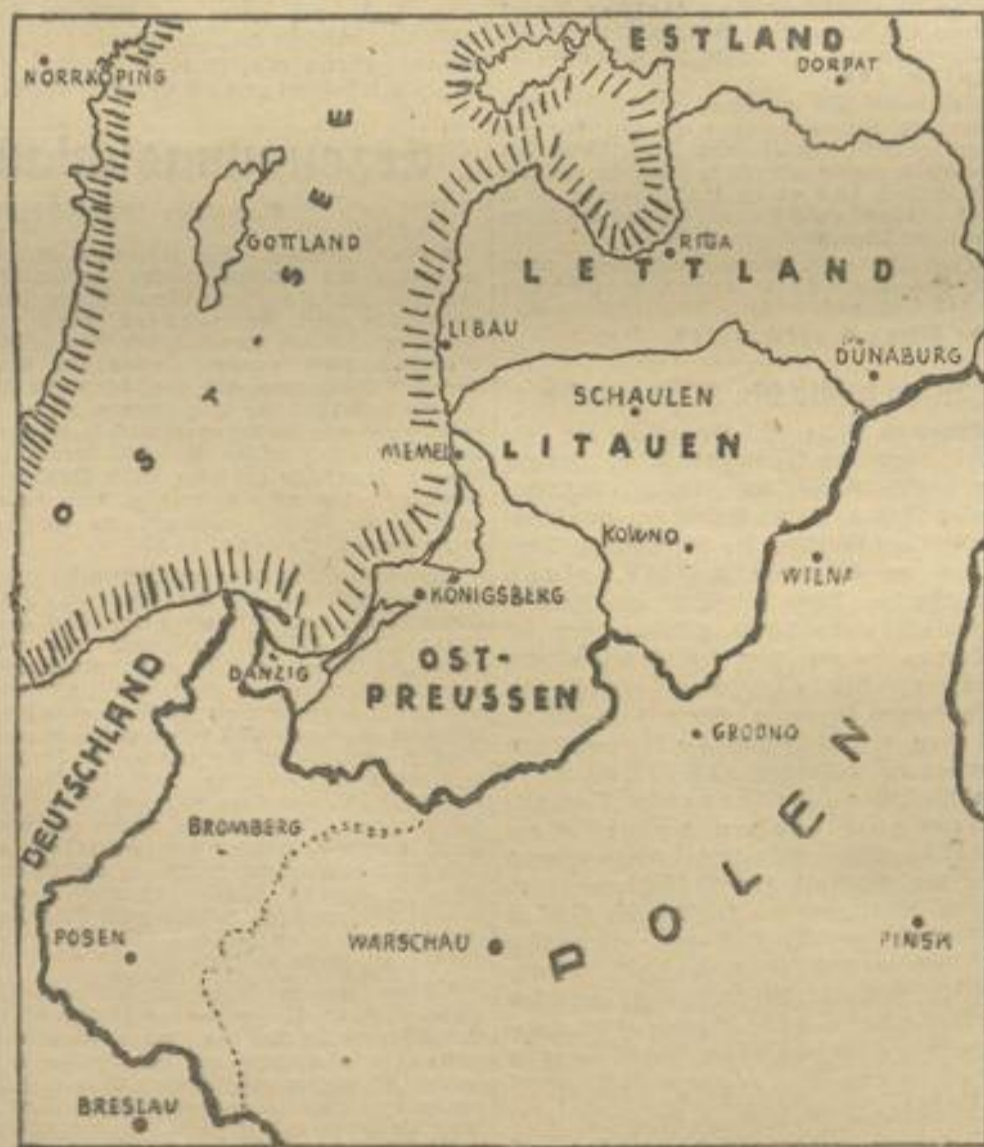 ESTLAND
NORRKÖPING
DORPAT
OSTSEE
GOTTLAND
RIGA
LETTLAND
LIBAU
DÜNABURG
SCHAULEN
MEMEL
LITAUEN
KOWNO
WILNA
KÖNIGSBERG
DANZIG
OST-
PREUSSEN
DEUTSCHLAND
GRODNO
BROMBERG
POLEN
POSEN
WARSCHAU
PINSK
BRESLAU